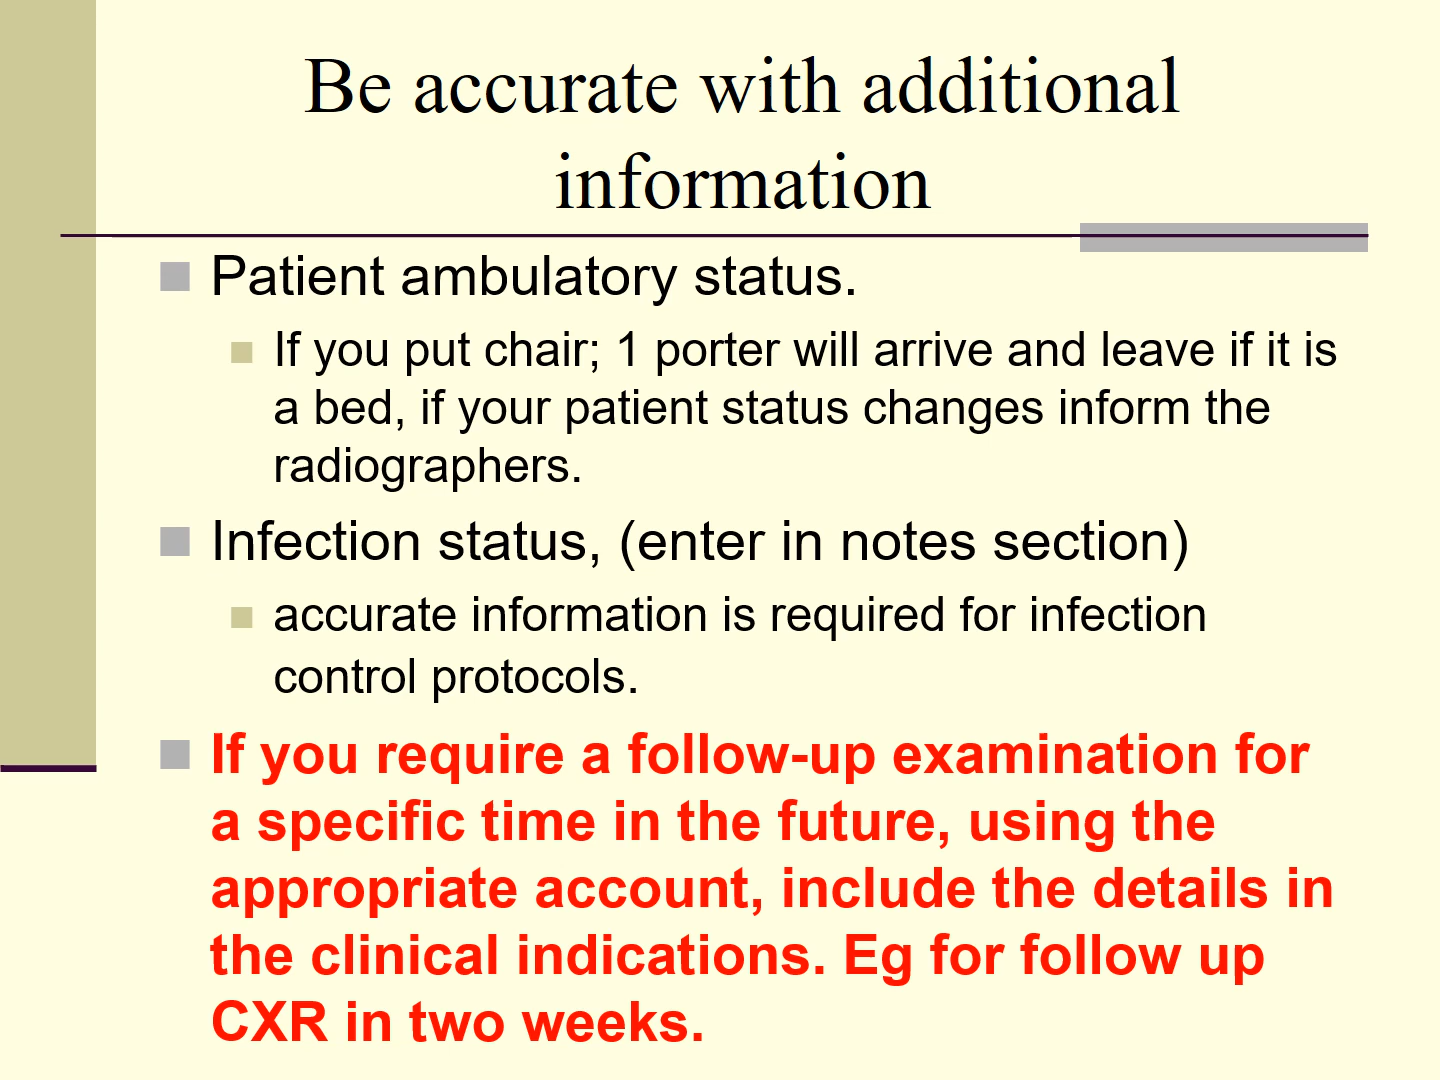 Be accurate with additional
information
Patient ambulatory status.
If you put chair; 1 porter will arrive and leave if it is
a bed, if your patient status changes inform the
radiographers.
Infection status, (enter in notes section)
accurate information is required for infection
control protocols.
If you require a follow-up examination for
a specific time in the future, using the
appropriate account, include the details in
the clinical indications. Eg for follow up
CXR in two weeks.